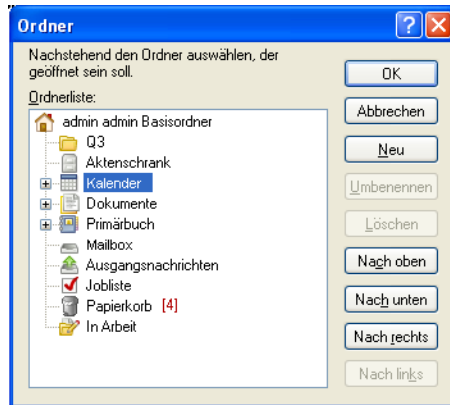 Ordner
Nachstehend den Ordner auswählen, der
geöffnet sein soll.
Ordnerliste:
admin admin Basisordner
Q3
Aktenschrank
Kalender
Dokumente
Primärbuch
Mailbox
Ausgangsnachrichten
Jobliste
Papierkorb [4]
In Arbeit
OK
Abbrechen
Neu
Umbenennen
Löschen
Nach oben
Nach unten
Nach rechts
Nach links